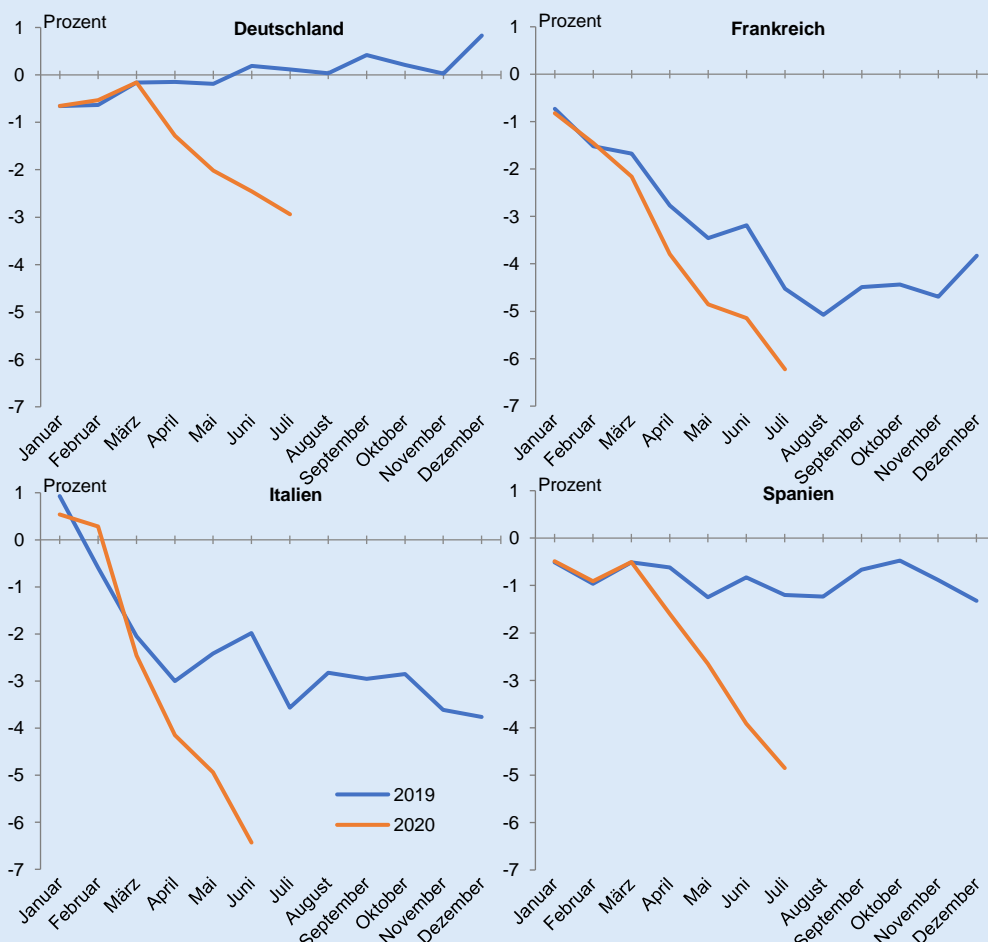 Prozent
Deutschland
1
0
-1
-2
-3
-4
-5
-6
-7
Januar
Februar
März
April
Mai
Juni
Juli
August
September
Oktober
November
Dezember
Prozent
Frankreich
1
0
-1
-2
-3
-4
-5
-6
-7
Januar
Februar
März
April
Mai
Juni
Juli
August
September
Oktober
November
Dezember
Prozent
Italien
1
0
-1
-2
-3
-4
-5
-6
-7
2019
2020
Januar
Februar
März
April
Mai
Juni
Juli
August
September
Oktober
November
Dezember
Prozent
Spanien
1
0
-1
-2
-3
-4
-5
-6
-7
Januar
Februar
März
April
Mai
Juni
Juli
August
September
Oktober
November
Dezember